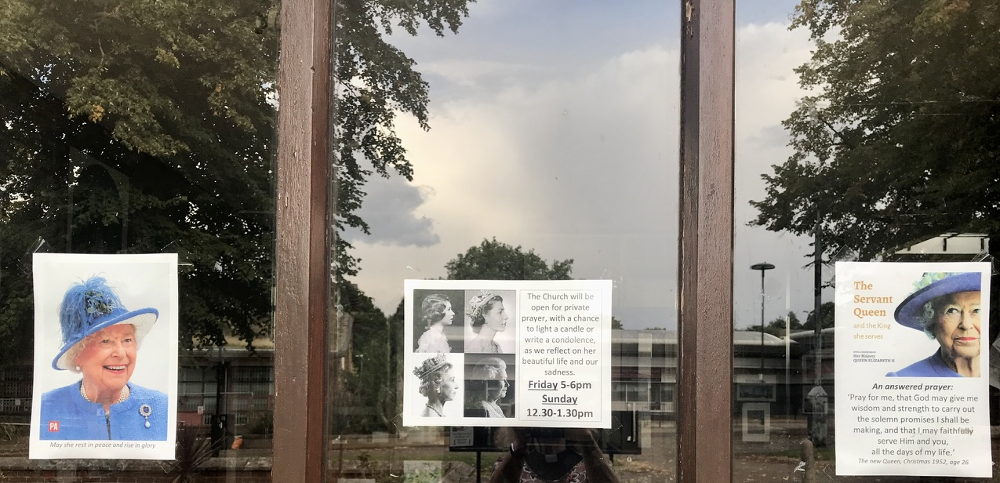 PA
May she rest in peace and rise in glory
The Church will be
open for private
prayer, with a chance
to light a candle or
write a condolence,
as we reflect on her
beautiful life and our
sadness.
Friday 5-6pm
Sunday
12.30-1.30pm
The
Servant
Queen
and the King
she serves
Her Majesty
QUEEN ELIZABETH II
An answered prayer:
'Pray for me, that God may give me
wisdom and strength to carry out
the solemn promises I shall be
making, and that I may faithfully
serve Him and you,
all the days of my life.'
The new Queen, Christmas 1952, age 26